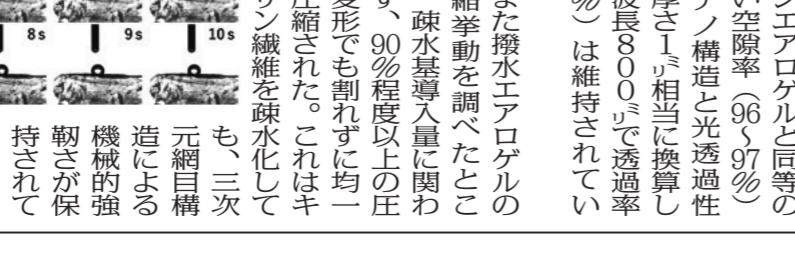 ンエアロゲルと同等の
い空隙率（96〜97%）
ナノ構造と光透過性
厚さ1㍉相当に換算し
波長800㍉で透過率
%）は維持されてい
また撥水エアロゲルの
縮挙動を調べたとこ
、疎水基導入量に関わ
ず、90%程度以上の圧
変形でも割れずに均一
圧縮された。これはキ
サン繊維を疎水化して
も、三次
元網目構
造による
機械的強
靭さが保
持されて
8s
9s
10s